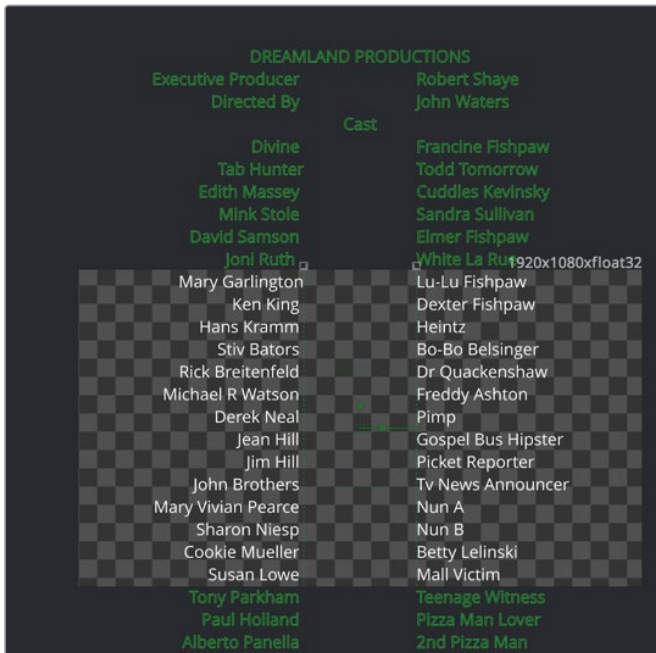 DREAMLAND PRODUCTIONS
Executive Producer Robert Shaye
Directed By John Waters
Cast
Divine Francine Fishpaw
Tab Hunter Todd Tomorrow
Edith Massey Cuddles Kevinsky
Mink Stole Sandra Sullivan
David Samson Elmer Fishpaw
Joni Ruth White La Rue
1920x1080xfloat32
Mary Garlington Lu-Lu Fishpaw
Ken King Dexter Fishpaw
Hans Kramm Heintz
Stiv Bators Bo-Bo Belsinger
Rick Breitenfeld Dr Quackenshaw
Michael R Watson Freddy Ashton
Derek Neal Pimp
Jean Hill Gospel Bus Hipster
Jim Hill Picket Reporter
John Brothers Tv News Announcer
Mary Vivian Pearce Nun A
Sharon Niesp Nun B
Cookie Mueller Betty Lelinski
Susan Lowe Mall Victim
Tony Parkham Teenage Witness
Paul Holland Pizza Man Lover
Alberto Panella 2nd Pizza Man